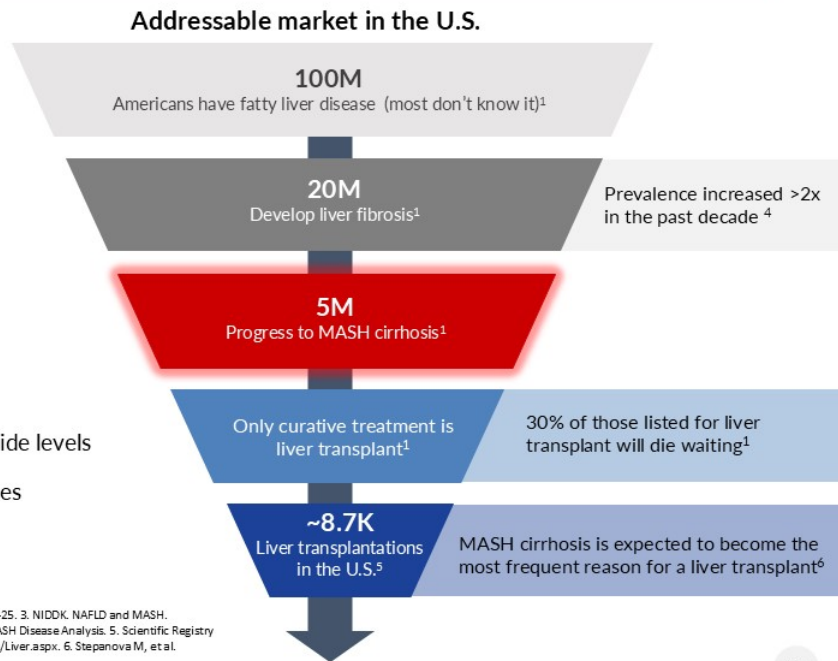 Addressable market in the U.S.
100M
Americans have fatty liver disease (most don't know it)¹
20M
Develop liver fibrosis¹
Prevalence increased >2x
in the past decade ⁴
5M
Progress to MASH cirrhosis¹
Only curative treatment is
liver transplant¹
30% of those listed for liver
transplant will die waiting¹
ide levels
es
~8.7K
Liver transplantations
in the U.S.⁵
MASH cirrhosis is expected to become the
most frequent reason for a liver transplant⁶
-25. 3. NIDDK. NAFLD and MASH.
ASH Disease Analysis. 5. Scientific Registry
/Liver.aspx. 6. Stepanova M, et al.